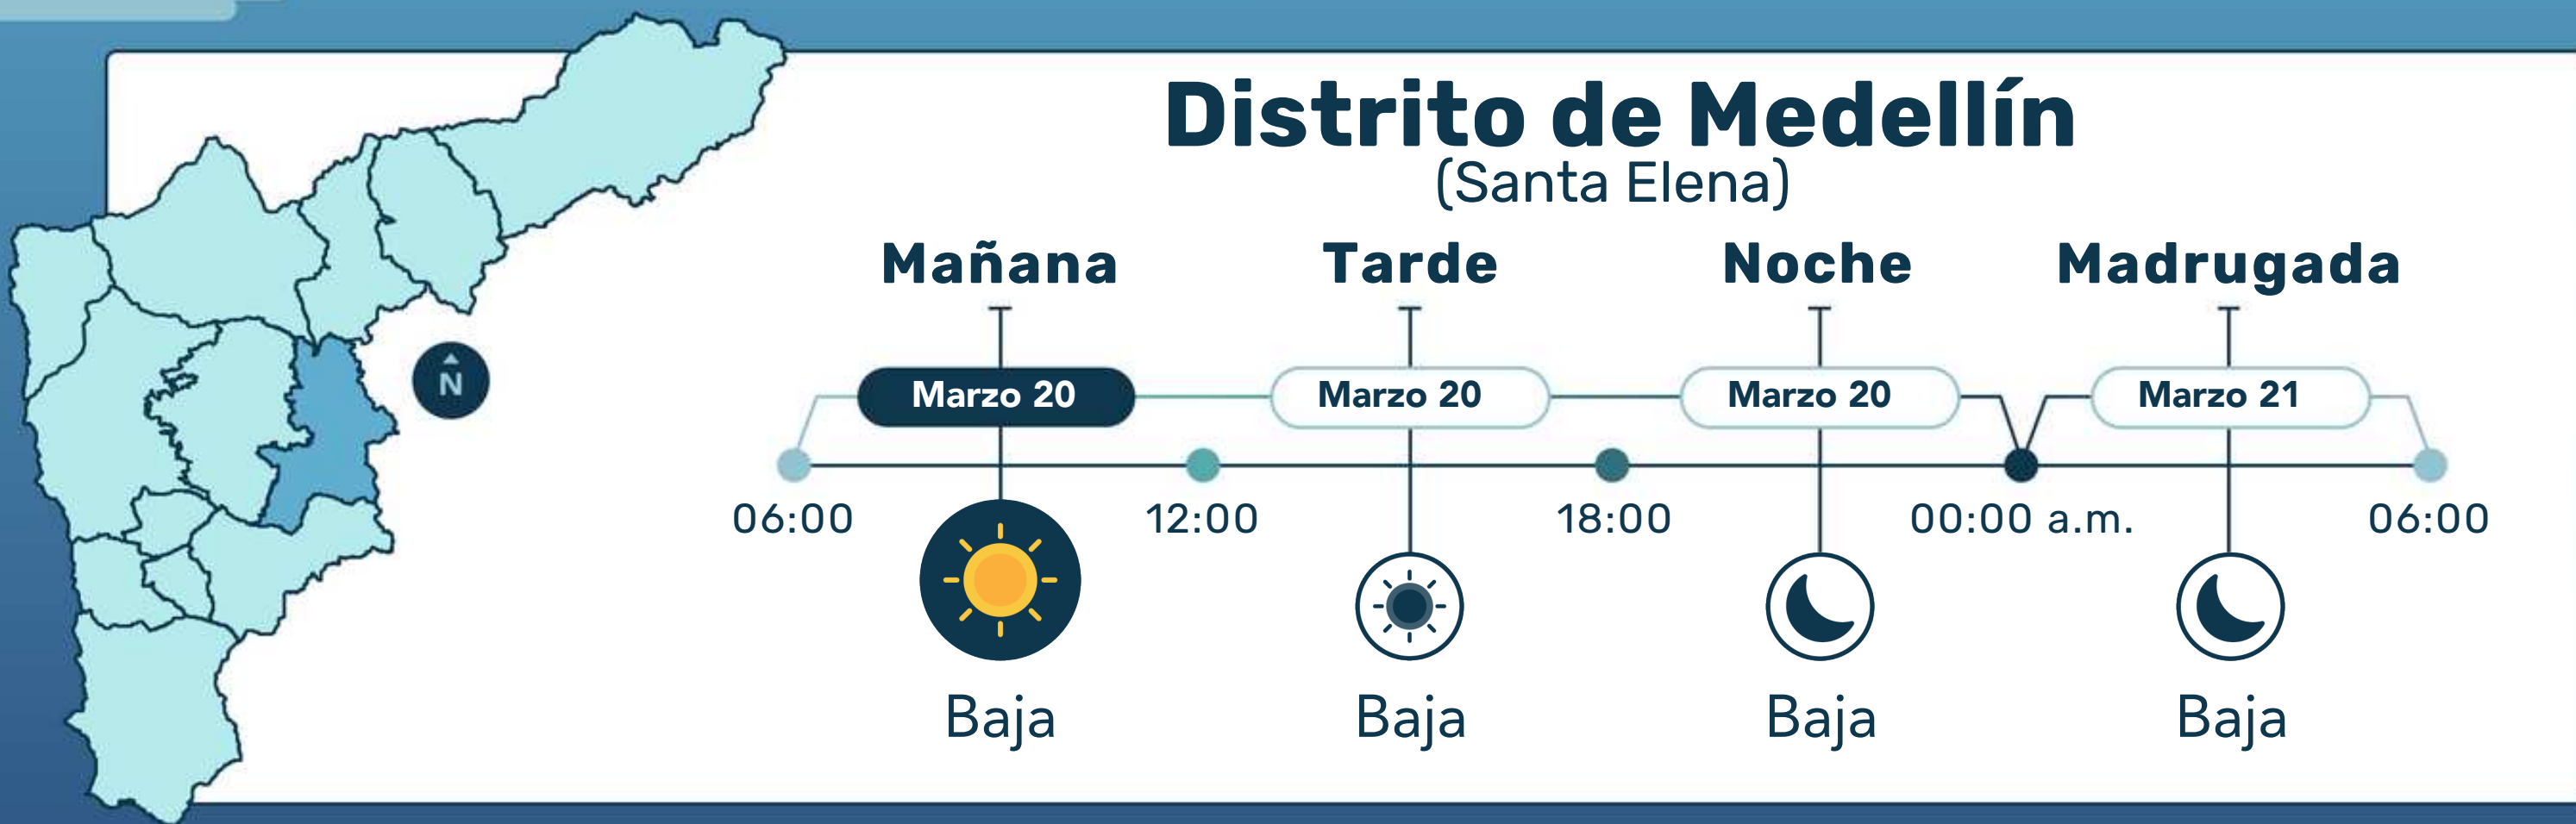 Distrito de Medellín
(Santa Elena)
Mañana Tarde Noche Madrugada
N
Marzo 20 Marzo 20 Marzo 20 Marzo 21
06:00 12:00 18:00 00:00 a.m. 06:00
Baja Baja Baja Baja